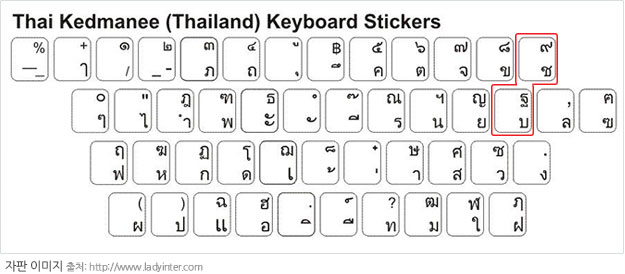 Thai Kedmanee (Thailand) Keyboard Stickers
% + ๑ ๒ ๓ ๔ ู ฿ ๕ ๖ ๗ ๘ ๙
_ ๅ / _ - ภ ถ ุ ึ ค ต จ ข ช
๐ " ฎ ฑ ธ ํ ๊ ณ ฯ ญ ฐ , ฅ
ๆ ไ ำ พ ะ ั ี ร น ย บ ล ฃ
ฤ ฆ ฏ โ ฌ ็ ๋ ษ ศ ซ .
ฟ ห ก ด เ ้ ่ า ส ว ง
( ) ฉ ฮ ฺ ์ ? ฒ ฬ ฦ
ผ ป แ อ ิ ื ท ม ใ ฝ
자판 이미지 출처: http://www.ladyinter.com